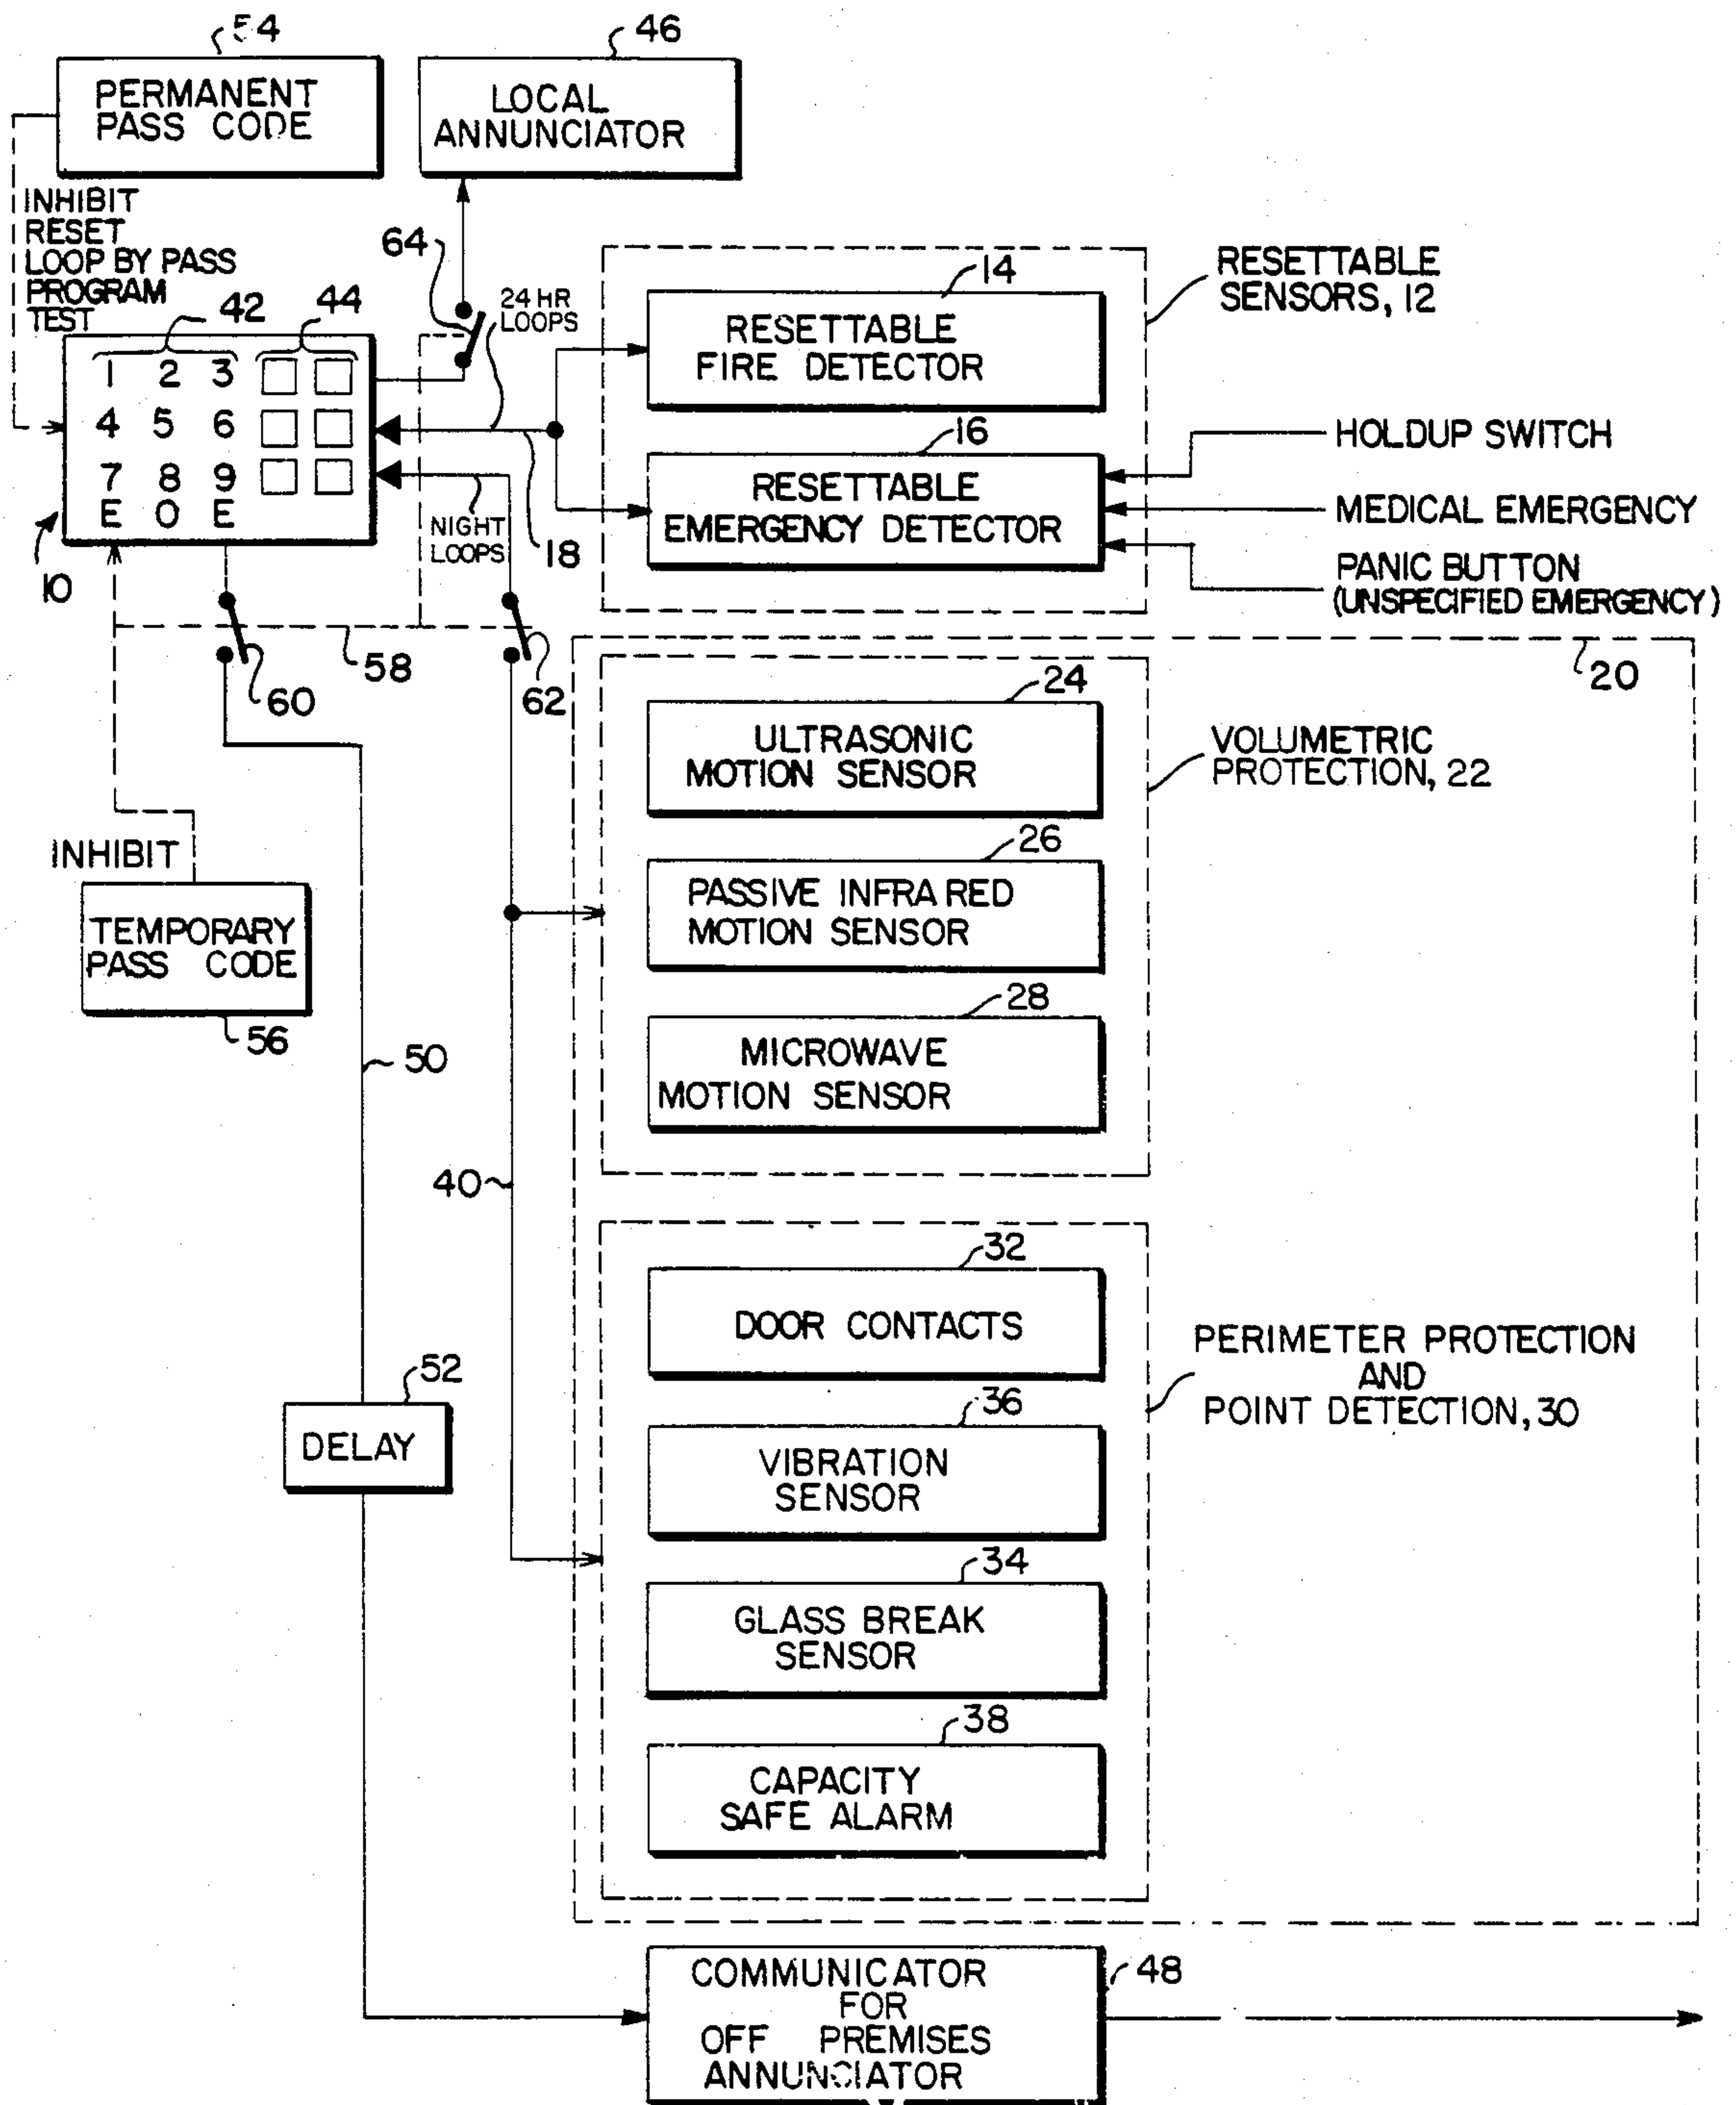 54
PERMANENT
PASS CODE
46
LOCAL
ANNUNCIATOR
INHIBIT
RESET
LOOP BY PASS
PROGRAM
TEST
42
44
64
24 HR
LOOPS
1 2 3
4 5 6
7 8 9
E O E
10
NIGHT
LOOPS
18
14
RESETTABLE
FIRE DETECTOR
16
RESETTABLE
EMERGENCY DETECTOR
RESETTABLE
SENSORS, 12
HOLDUP SWITCH
MEDICAL EMERGENCY
PANIC BUTTON
(UNSPECIFIED EMERGENCY)
60
58
62
20
24
ULTRASONIC
MOTION SENSOR
VOLUMETRIC
PROTECTION, 22
26
PASSIVE INFRARED
MOTION SENSOR
28
MICROWAVE
MOTION SENSOR
INHIBIT
TEMPORARY
PASS CODE
56
50
40
32
DOOR CONTACTS
36
VIBRATION
SENSOR
34
GLASS BREAK
SENSOR
38
CAPACITY
SAFE ALARM
PERIMETER PROTECTION
AND
POINT DETECTION, 30
52
DELAY
COMMUNICATOR
FOR
OFF PREMISES
ANNUNCIATOR
48